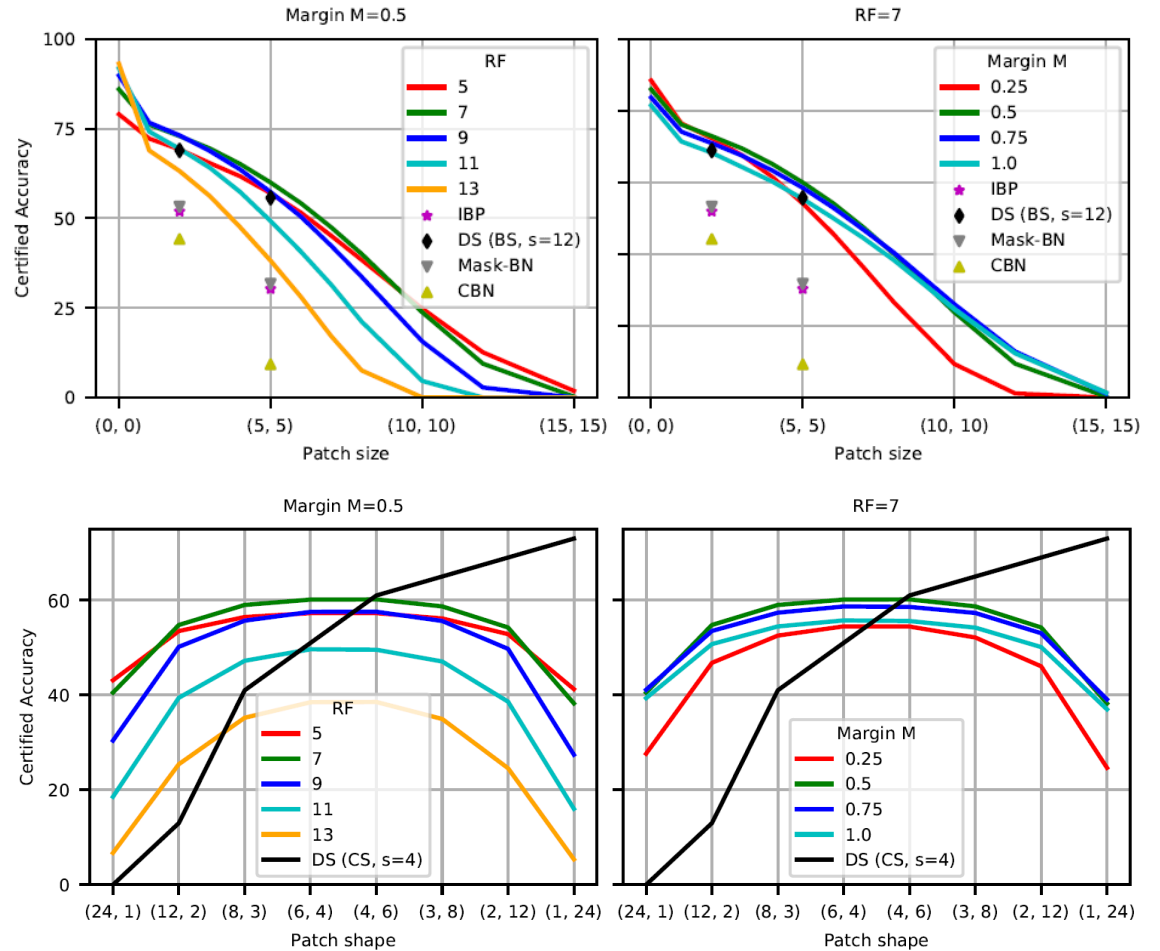 Margin M=0.5
RF=7
100
75
50
25
0
Certified Accuracy
RF
5
7
9
11
13
IBP
DS (BS, s=12)
Mask-BN
CBN
Margin M
0.25
0.5
0.75
1.0
IBP
DS (BS, s=12)
Mask-BN
CBN
(0, 0) (5, 5) (10, 10) (15, 15)
Patch size
(0, 0) (5, 5) (10, 10) (15, 15)
Patch size
Margin M=0.5
RF=7
60
40
20
0
Certified Accuracy
RF
5
7
9
11
13
DS (CS, s=4)
Margin M
0.25
0.5
0.75
1.0
DS (CS, s=4)
(24, 1) (12, 2) (8, 3) (6, 4) (4, 6) (3, 8) (2, 12) (1, 24)
Patch shape
(24, 1) (12, 2) (8, 3) (6, 4) (4, 6) (3, 8) (2, 12) (1, 24)
Patch shape